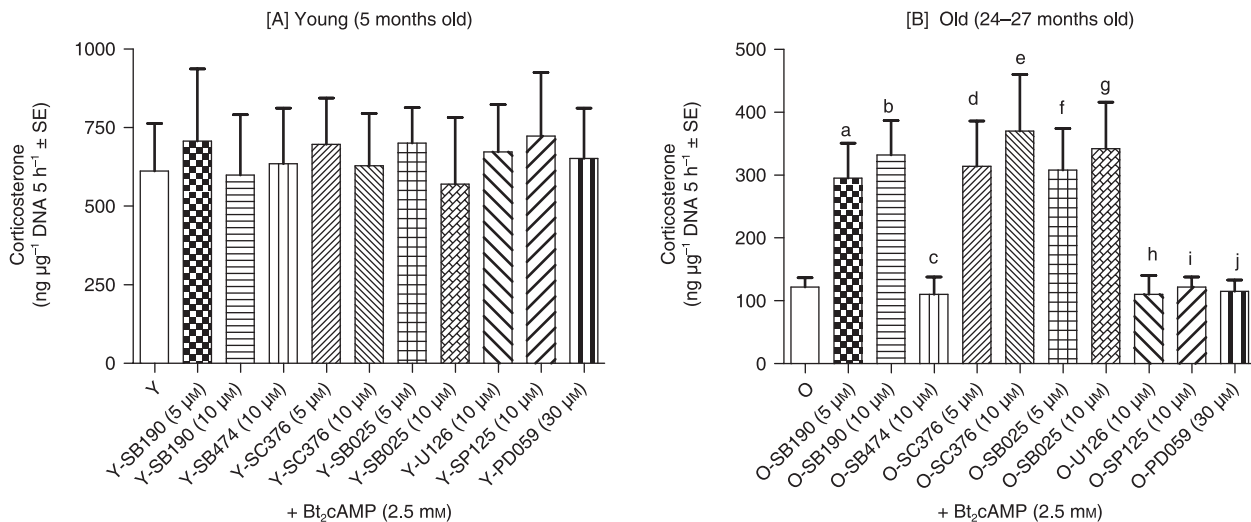 [A] Young (5 months old)
Corticosterone
(ng µg⁻¹ DNA 5 h⁻¹ ± SE)
1000
750
500
250
0
Y
Y-SB190 (5 µM)
Y-SB190 (10 µM)
Y-SB474 (10 µM)
Y-SC376 (5 µM)
Y-SC376 (10 µM)
Y-SB025 (5 µM)
Y-SB025 (10 µM)
Y-U126 (10 µM)
Y-SP125 (10 µM)
Y-PD059 (30 µM)
+ Bt₂cAMP (2.5 mM)
[B] Old (24–27 months old)
Corticosterone
(ng µg⁻¹ DNA 5 h⁻¹ ± SE)
500
400
300
200
100
0
a
b
c
d
e
f
g
h
i
j
O
O-SB190 (5 µM)
O-SB190 (10 µM)
O-SB474 (10 µM)
O-SC376 (5 µM)
O-SC376 (10 µM)
O-SB025 (5 µM)
O-SB025 (10 µM)
O-U126 (10 µM)
O-SP125 (10 µM)
O-PD059 (30 µM)
+ Bt₂cAMP (2.5 mM)